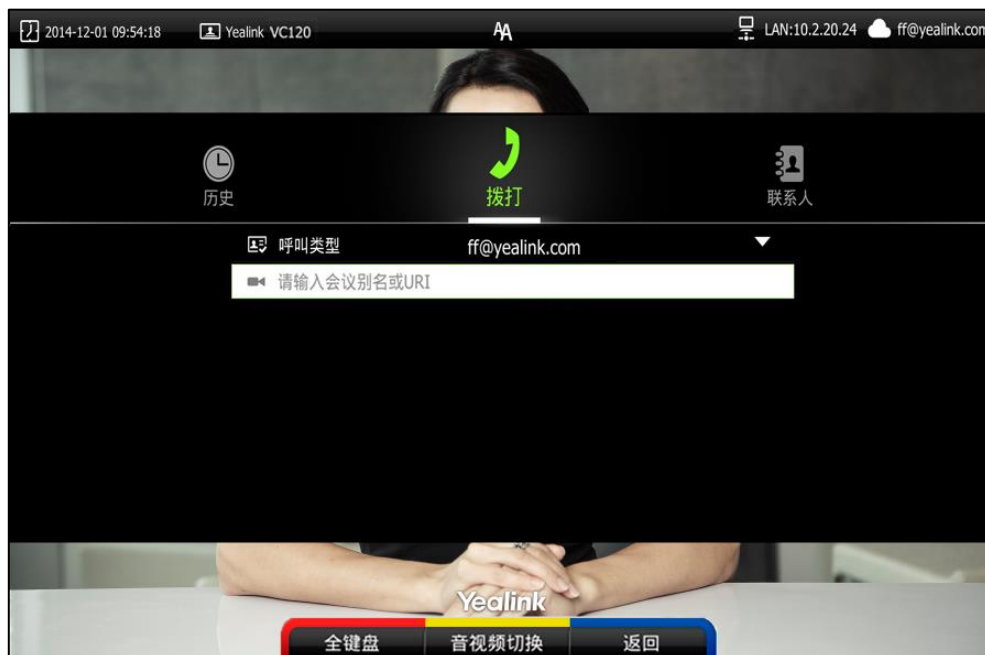 2014-12-01 09:54:18 Yealink VC120 AA LAN:10.2.20.24 ff@yealink.com
历史 拨打 联系人
呼叫类型 ff@yealink.com
请输入会议别名或URI
Yealink
全键盘 音视频切换 返回